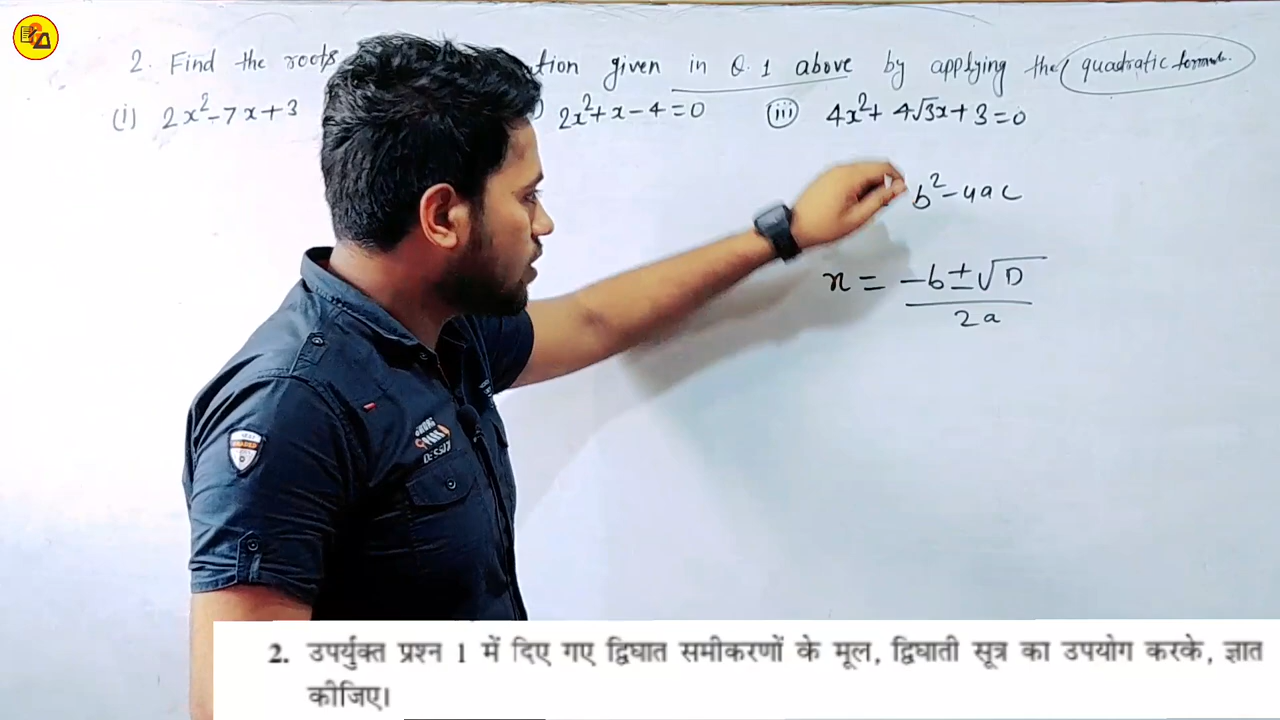 2. Find the roots tion given in Q.1 above by applying the quadratic formula.
(i) 2x²-7x+3 2x²+x-4=0 (iii) 4x²+4√3x+3=0
b²-4ac
x = -b±√D
2a
DESSIT
2. उपर्युक्त प्रश्न 1 में दिए गए द्विघात समीकरणों के मूल, द्विघाती सूत्र का उपयोग करके, ज्ञात
कीजिए।